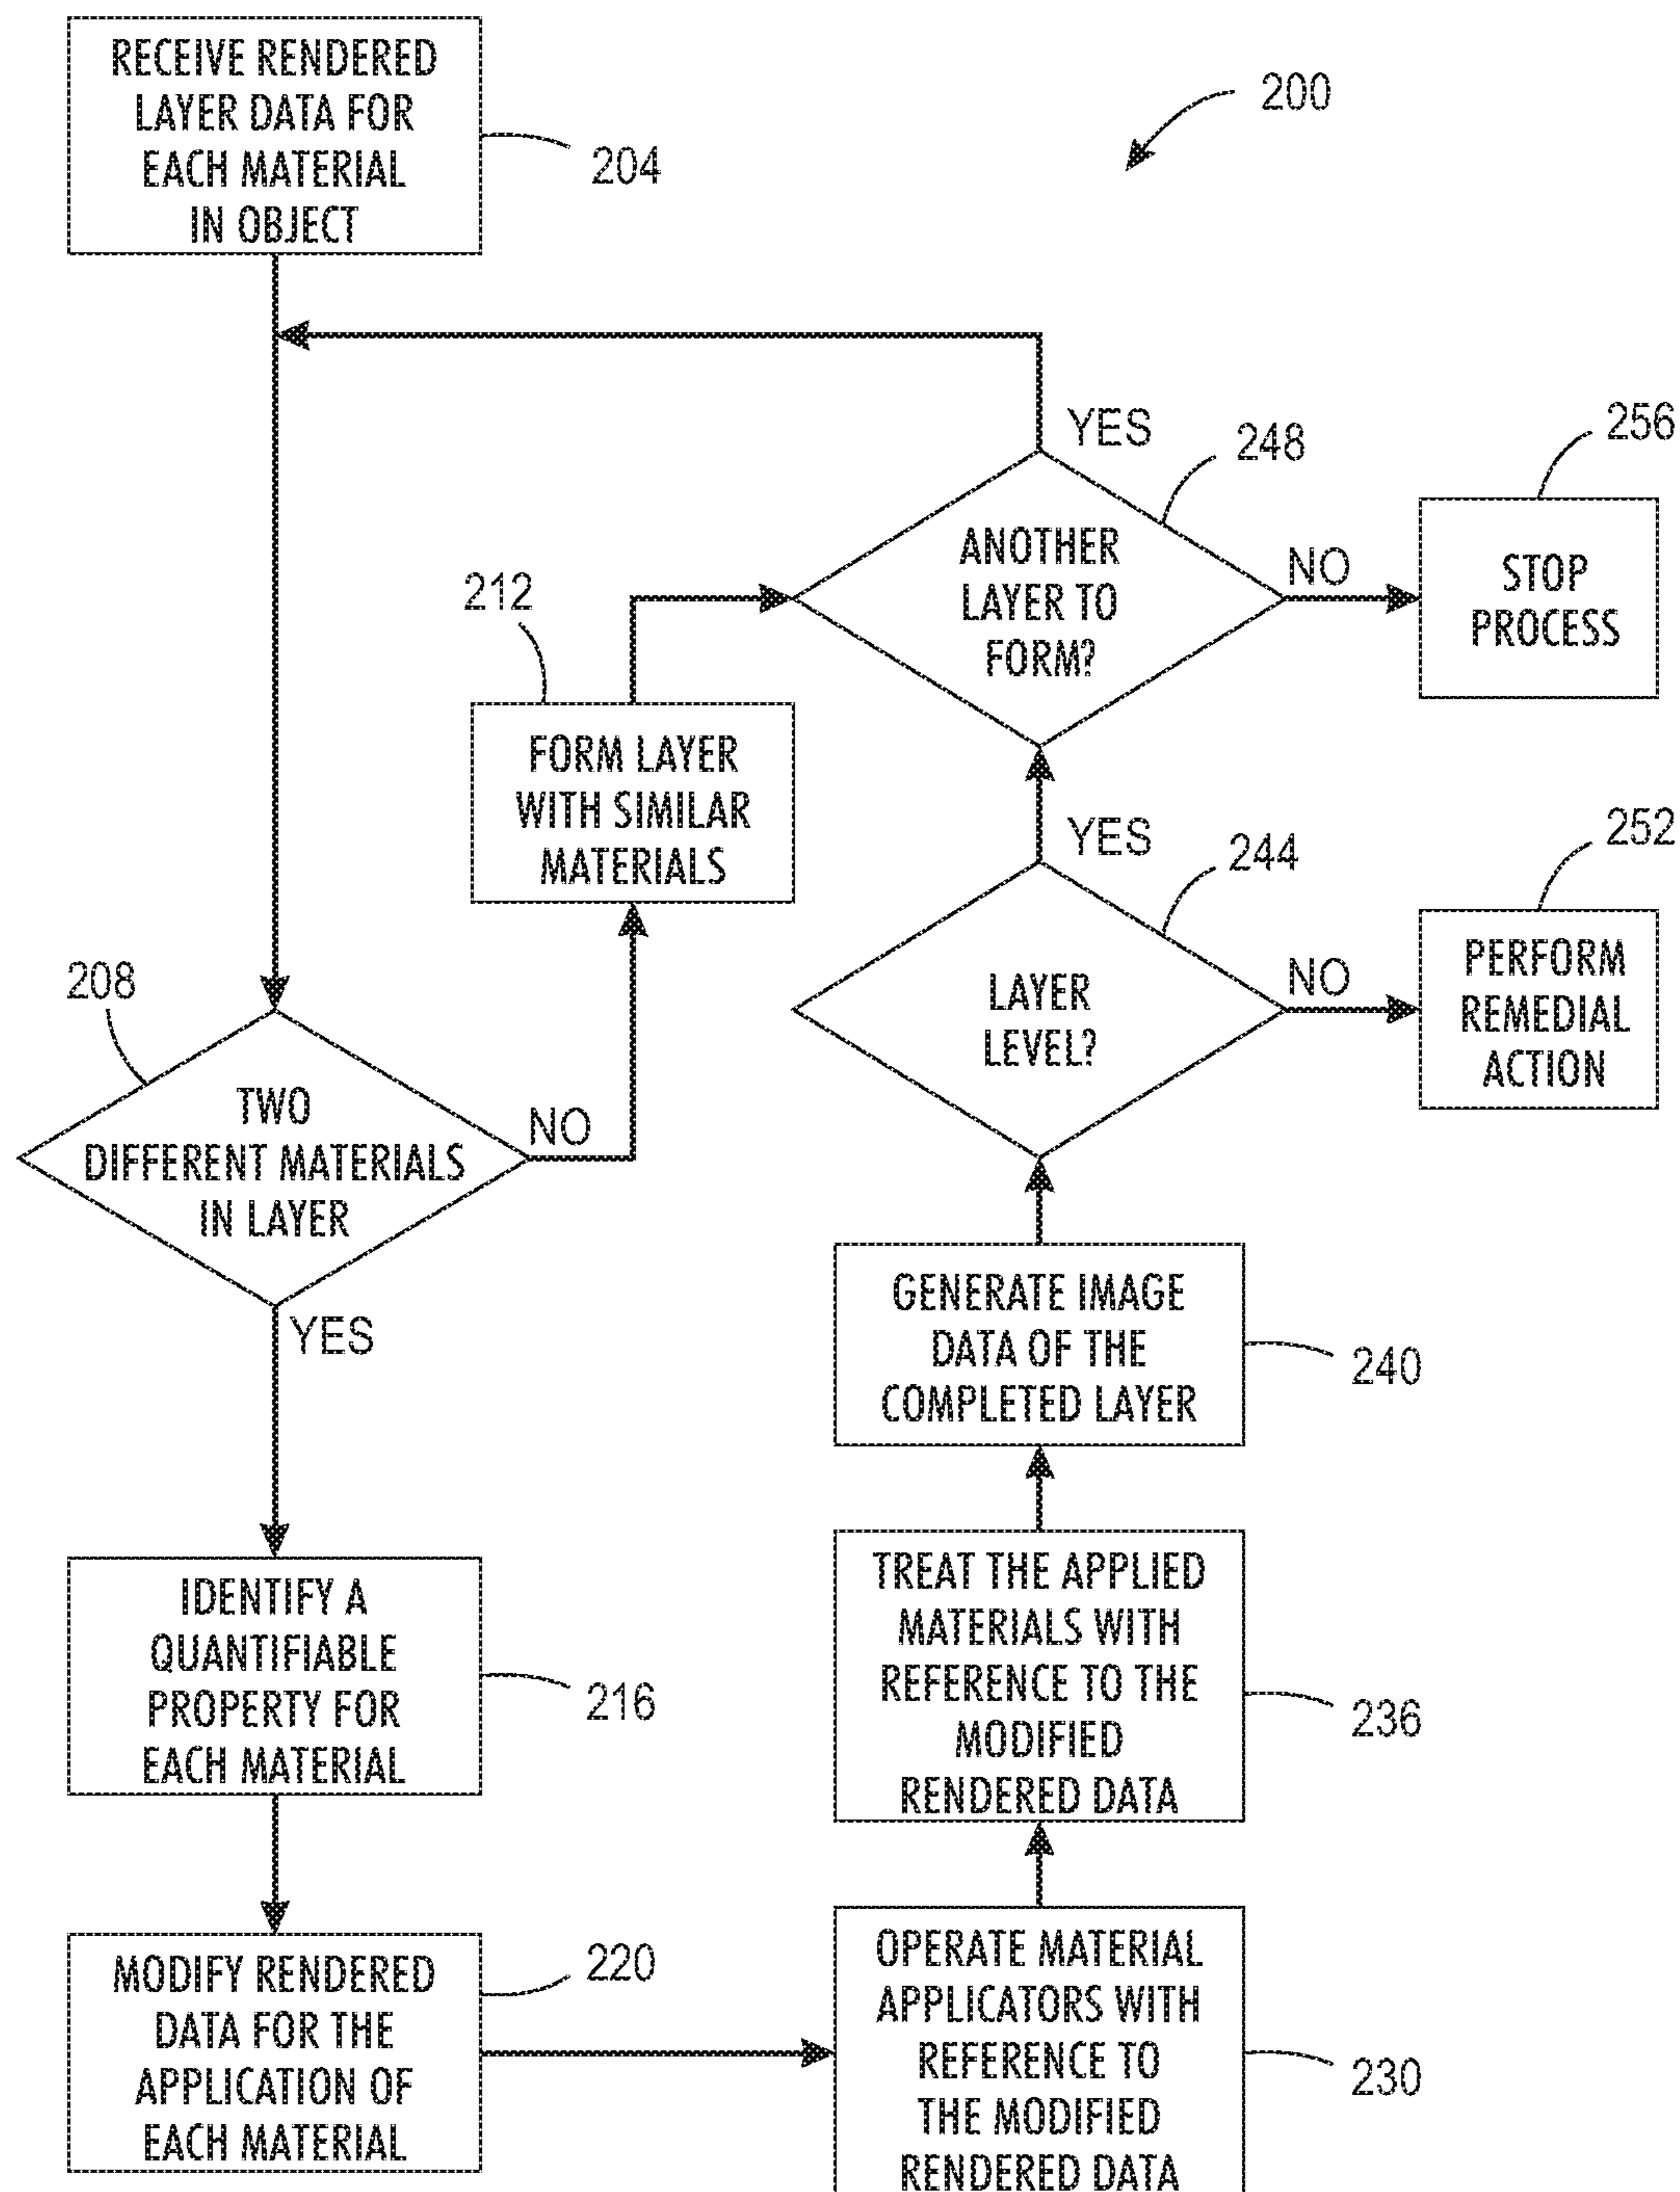 RECEIVE RENDERED
LAYER DATA FOR
EACH MATERIAL
IN OBJECT
204
200
YES
248
256
ANOTHER
LAYER TO
FORM?
NO
STOP
PROCESS
212
FORM LAYER
WITH SIMILAR
MATERIALS
YES
244
252
LAYER
LEVEL?
NO
PERFORM
REMEDIAL
ACTION
208
TWO
DIFFERENT MATERIALS
IN LAYER
NO
YES
GENERATE IMAGE
DATA OF THE
COMPLETED LAYER
240
IDENTIFY A
QUANTIFIABLE
PROPERTY FOR
EACH MATERIAL
216
TREAT THE APPLIED
MATERIALS WITH
REFERENCE TO THE
MODIFIED
RENDERED DATA
236
MODIFY RENDERED
DATA FOR THE
APPLICATION OF
EACH MATERIAL
220
OPERATE MATERIAL
APPLICATORS WITH
REFERENCE TO
THE MODIFIED
RENDERED DATA
230